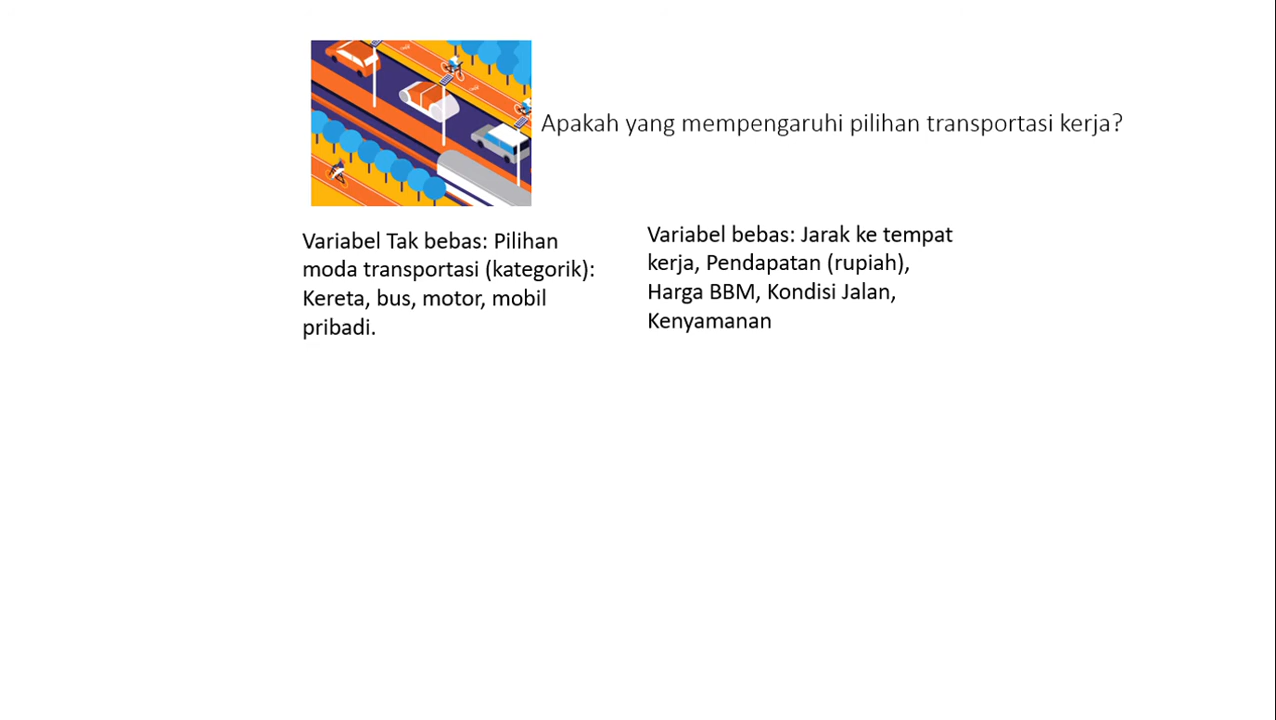 Apakah yang mempengaruhi pilihan transportasi kerja?
Variabel Tak bebas: Pilihan
moda transportasi (kategorik):
Kereta, bus, motor, mobil
pribadi.
Variabel bebas: Jarak ke tempat
kerja, Pendapatan (rupiah),
Harga BBM, Kondisi Jalan,
Kenyamanan